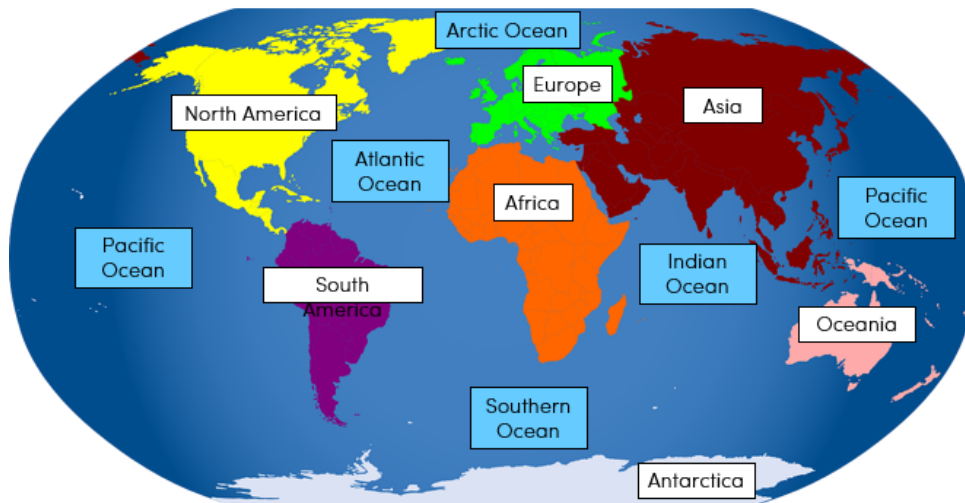 Arctic Ocean
Europe
North America
Asia
Atlantic
Ocean
Africa
Pacific
Ocean
Pacific
Ocean
Indian
Ocean
South
America
Oceania
Southern
Ocean
Antarctica